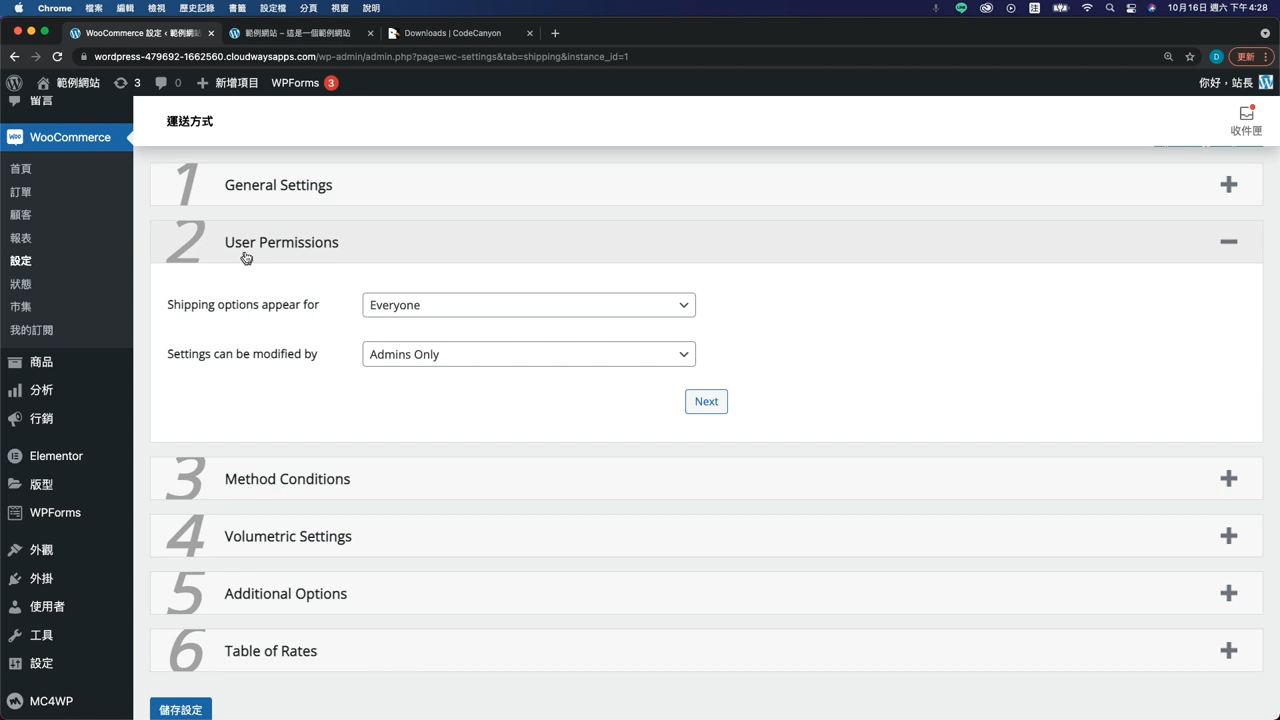 Chrome 檔案 編輯 檢視 歷史記錄 書籤 設定檔 分頁 視窗 說明 10月16日 週六 下午4:28
WooCommerce 設定 ‹ 範例網站 範例網站 – 這是一個範例網站 Downloads | CodeCanyon
wordpress-479692-1662560.cloudwaysapps.com/wp-admin/admin.php?page=wc-settings&tab=shipping&instance_id=1 D 更新
範例網站 3 0 新增項目 WPForms 3 你好，站長
留言
WooCommerce
首頁
訂單
顧客
報表
設定
狀態
市集
我的訂閱
商品
分析
行銷
Elementor
版型
WPForms
外觀
外掛
使用者
工具
設定
MC4WP
運送方式
收件匣
1 General Settings
2 User Permissions
Shipping options appear for Everyone
Settings can be modified by Admins Only
Next
3 Method Conditions
4 Volumetric Settings
5 Additional Options
6 Table of Rates
儲存設定